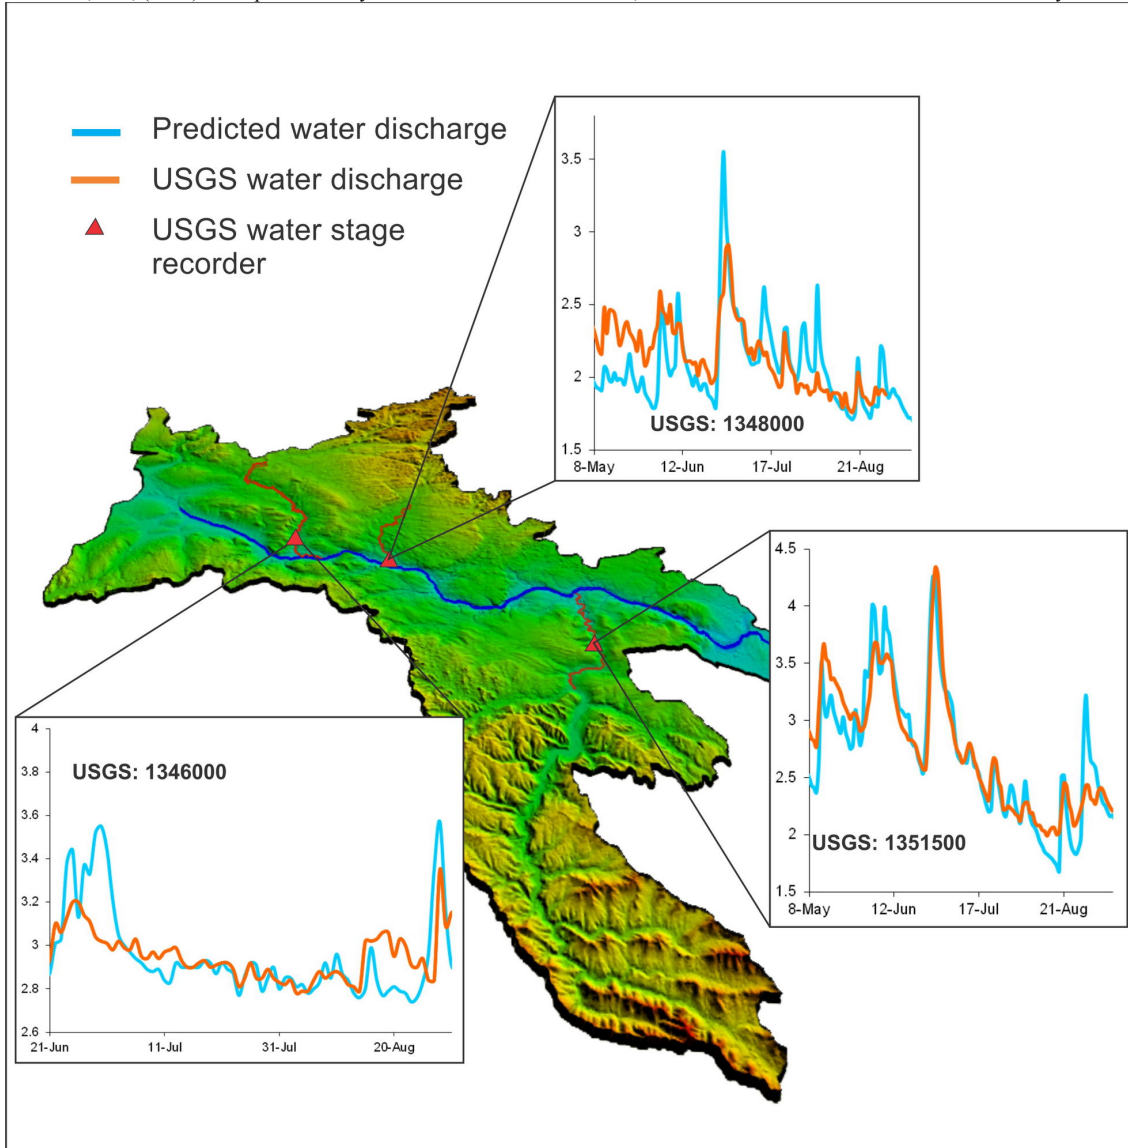 Predicted water discharge
USGS water discharge
USGS water stage
recorder
3.5
3
2.5
2
1.5
USGS: 1348000
8-May
12-Jun
17-Jul
21-Aug
4.5
4
3.5
3
2.5
2
1.5
USGS: 1351500
8-May
12-Jun
17-Jul
21-Aug
4
3.8
3.6
3.4
3.2
3
2.8
2.6
USGS: 1346000
21-Jun
11-Jul
31-Jul
20-Aug